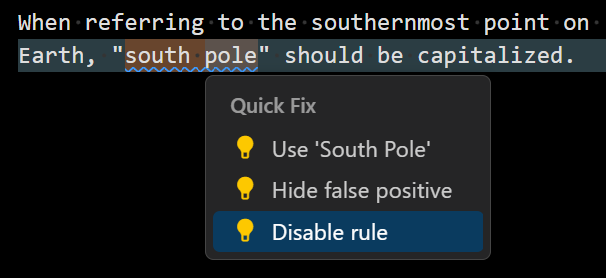 When referring to the southernmost point on
Earth, "south pole" should be capitalized.
Quick Fix
Use 'South Pole'
Hide false positive
Disable rule